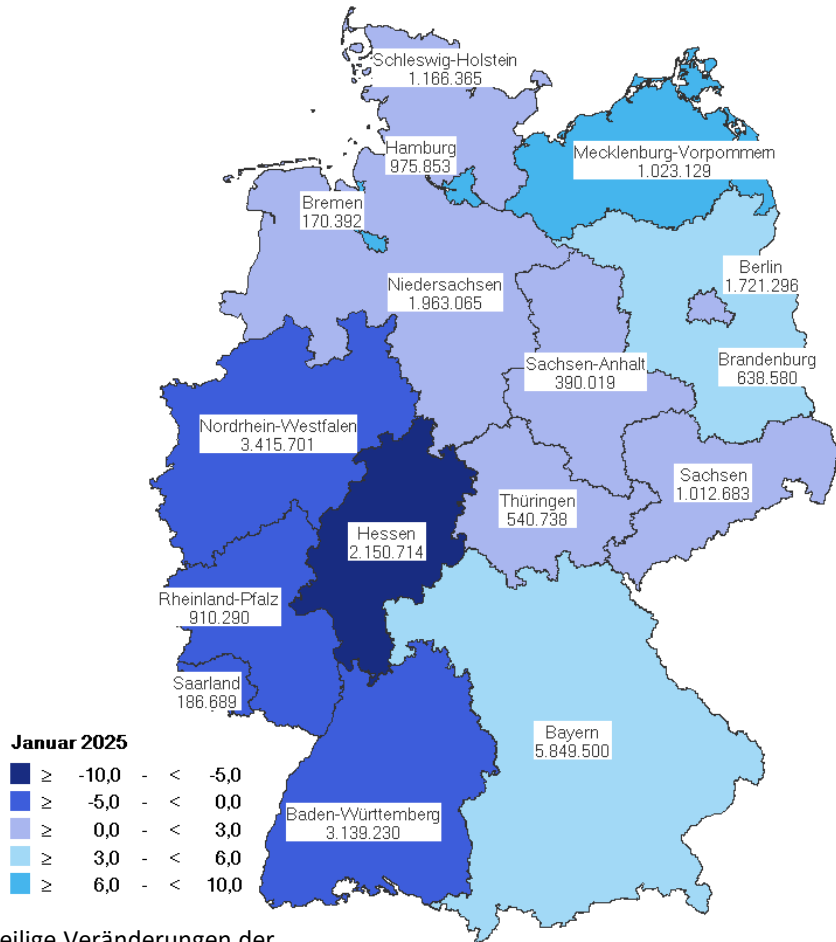 Schleswig-Holstein
1.166.365
Hamburg
975.853
Mecklenburg-Vorpommern
1.023.129
Bremen
170.392
Niedersachsen
1.963.065
Berlin
1.721.296
Sachsen-Anhalt
390.019
Brandenburg
638.580
Nordrhein-Westfalen
3.415.701
Sachsen
1.012.683
Thüringen
540.738
Hessen
2.150.714
Rheinland-Pfalz
910.290
Saarland
186.689
Bayern
5.849.500
Baden-Württemberg
3.139.230
Januar 2025
≥ -10,0 - < -5,0
≥ -5,0 - < 0,0
≥ 0,0 - < 3,0
≥ 3,0 - < 6,0
≥ 6,0 - < 10,0
eilige Veränderungen der